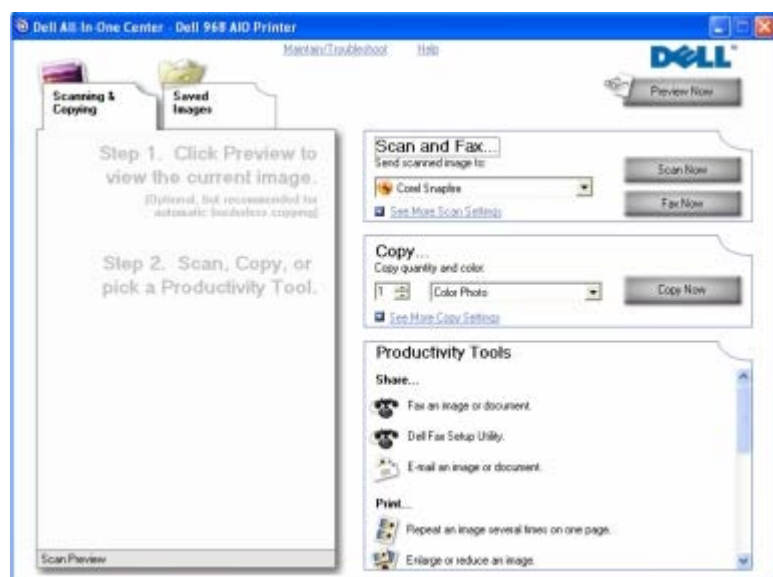 Dell All-In-One Center - Dell 968 AIO Printer
Maintain/Troubleshoot Help
DELL
Preview Now
Scanning &
Copying
Saved
Images
Step 1. Click Preview to
view the current image.
(Optional, but recommended for
automatic borderless copying)
Step 2. Scan, Copy, or
pick a Productivity Tool.
Scan Preview
Scan and Fax...
Send scanned image to:
Corel Snapfire
See More Scan Settings
Scan Now
Fax Now
Copy...
Copy quantity and color.
1 Color Photo
See More Copy Settings
Copy Now
Productivity Tools
Share...
Fax an image or document.
Dell Fax Setup Utility.
E-mail an image or document.
Print...
Repeat an image several times on one page.
Enlarge or reduce an image.